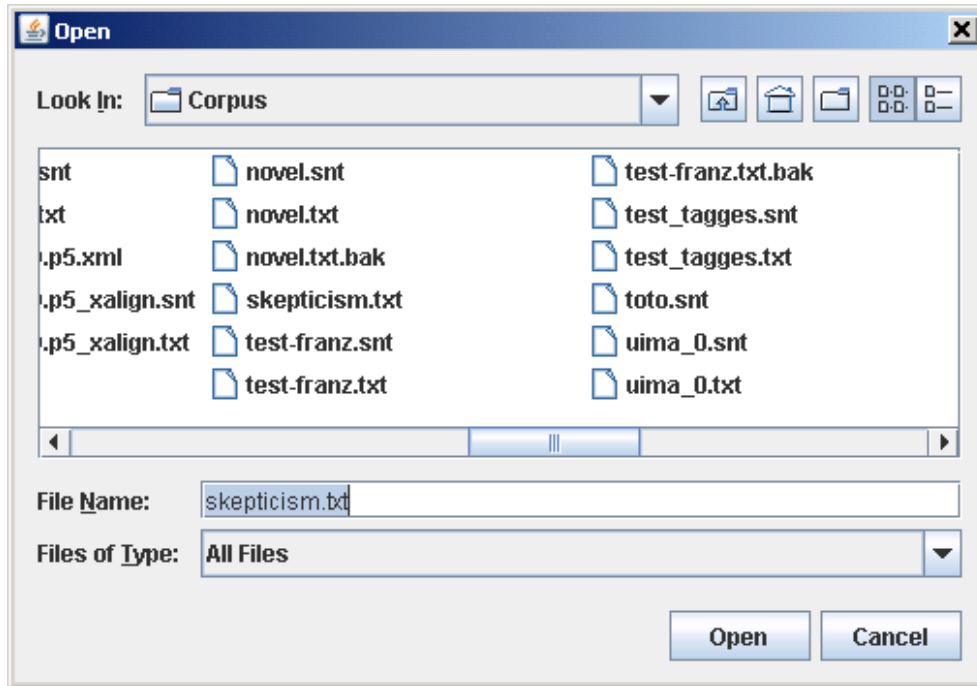 Open
Look In: Corpus
snt novel.snt test-franz.txt.bak
txt novel.txt test_tagges.snt
.p5.xml novel.txt.bak test_tagges.txt
.p5_xalign.snt skepticism.txt toto.snt
.p5_xalign.txt test-franz.snt uima_0.snt
test-franz.txt uima_0.txt
File Name: skepticism.txt
Files of Type: All Files
Open Cancel